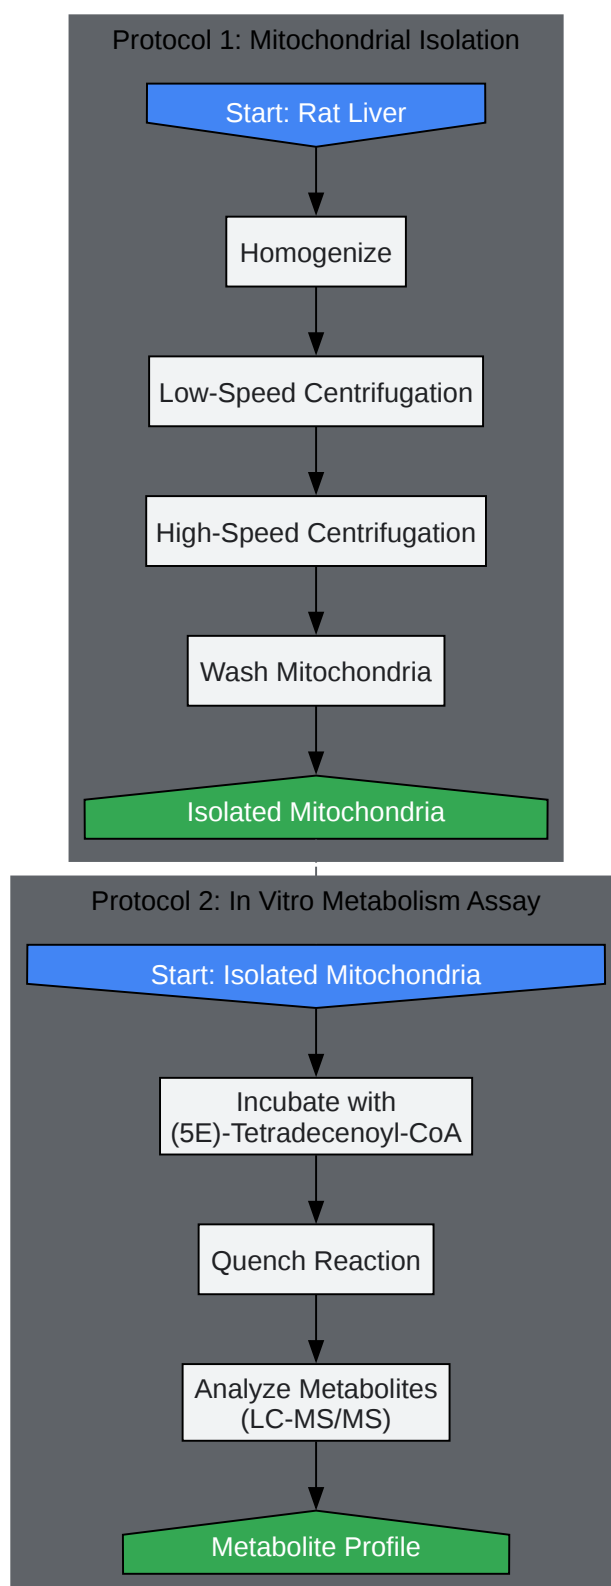 Protocol 1: Mitochondrial Isolation
Start: Rat Liver
Homogenize
Low-Speed Centrifugation
High-Speed Centrifugation
Wash Mitochondria
Isolated Mitochondria
Protocol 2: In Vitro Metabolism Assay
Start: Isolated Mitochondria
Incubate with
(5E)-Tetradecenoyl-CoA
Quench Reaction
Analyze Metabolites
(LC-MS/MS)
Metabolite Profile